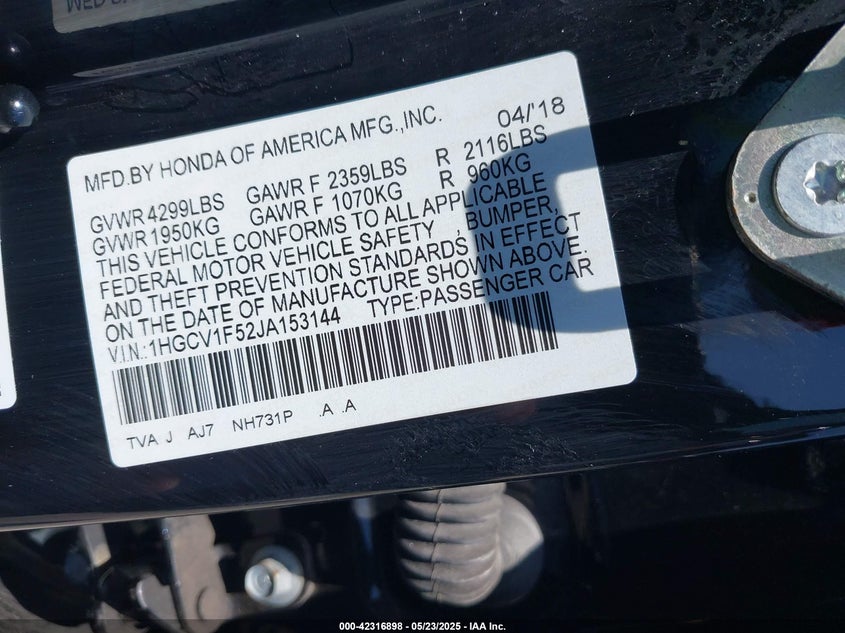 MFD.BY HONDA OF AMERICA MFG.,INC. 04/'18
GVWR 4299LBS GAWR F 2359LBS R 2116LBS
GVWR 1950KG GAWR F 1070KG R 960KG
THIS VEHICLE CONFORMS TO ALL APPLICABLE
FEDERAL MOTOR VEHICLE SAFETY , BUMPER,
AND THEFT PREVENTION STANDARDS IN EFFECT
ON THE DATE OF MANUFACTURE SHOWN ABOVE.
V.I.N.:1HGCV1F52JA153144 TYPE:PASSENGER CAR
TVA J AJ7 NH731P .A .A
000-42316898 — 05/23/2025 — IAA Inc.